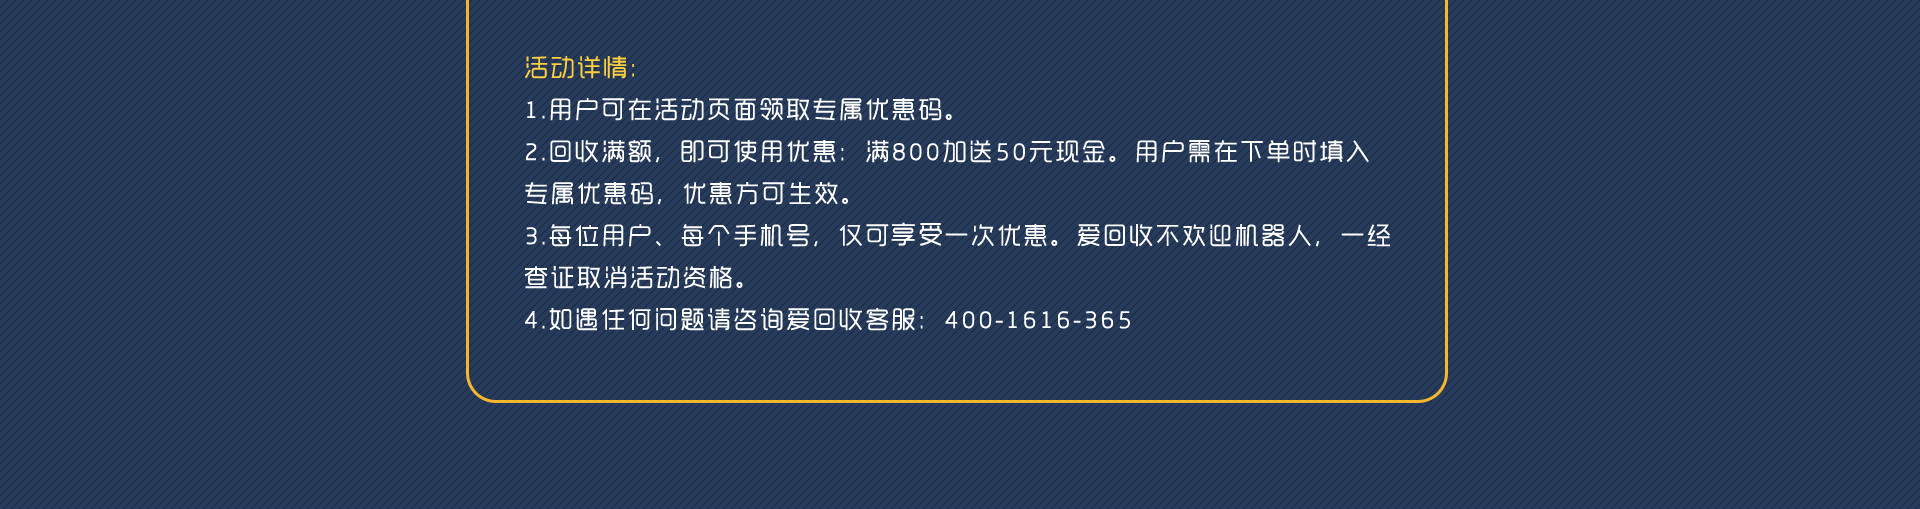 活动详情:
1.用户可在活动页面领取专属优惠码。
2.回收满额，即可使用优惠：满800加送50元现金。用户需在下单时填入
专属优惠码，优惠方可生效。
3.每位用户、每个手机号，仅可享受一次优惠。爱回收不欢迎机器人，一经
查证取消活动资格。
4.如遇任何问题请咨询爱回收客服：400-1616-365